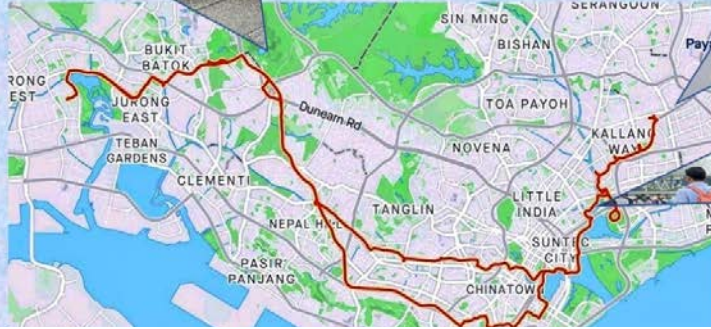 SERANGOON
SIN MING
BUKIT
BATOK
BISHAN
Pay
RONG
EST
JURONG
EAST
Dunearn Rd
TOA PAYOH
KALLANG
WAY
TEBAN
GARDENS
NOVENA
CLEMENTI
LITTLE
INDIA
TANGLIN
NEPAL HILL
SUNTEC
CITY
PASIR
PANJANG
CHINATOWN